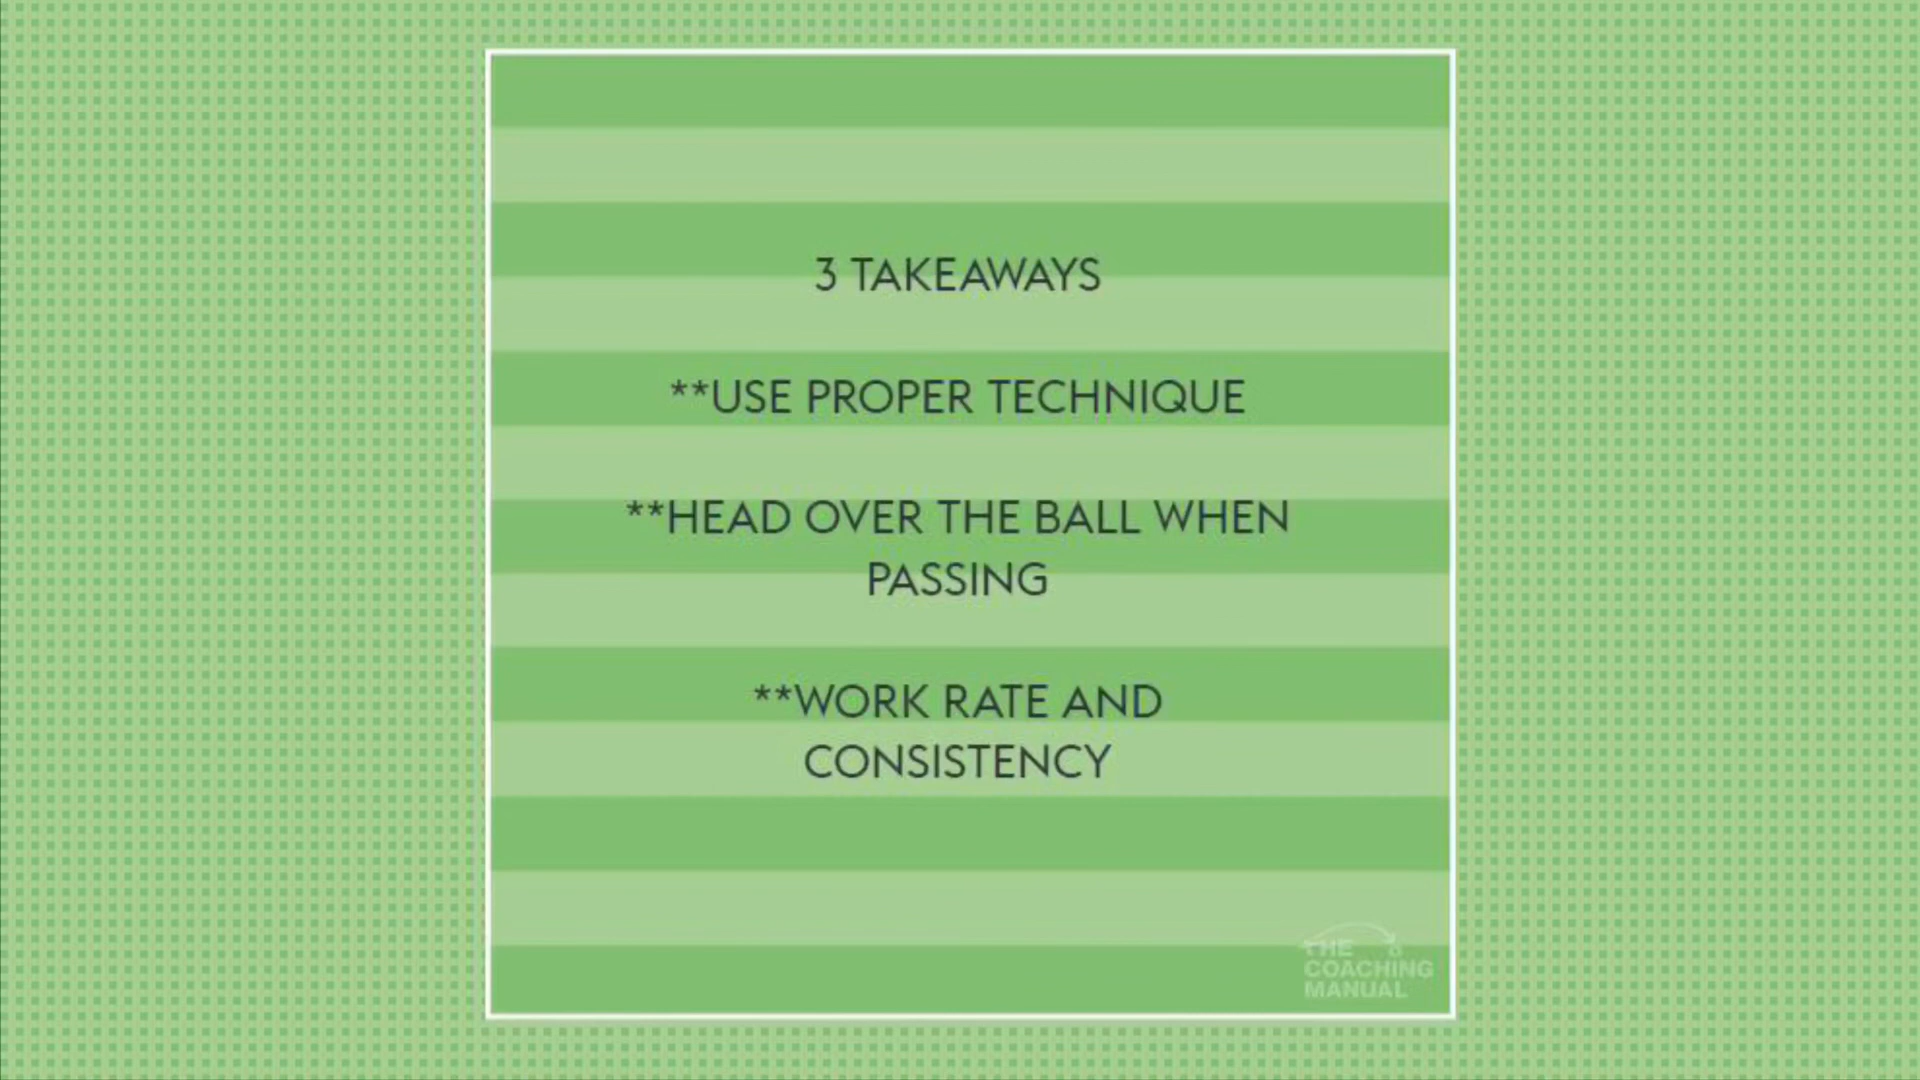 3 TAKEAWAYS
**USE PROPER TECHNIQUE
**HEAD OVER THE BALL WHEN
PASSING
**WORK RATE AND
CONSISTENCY
THE
COACHING
MANUAL